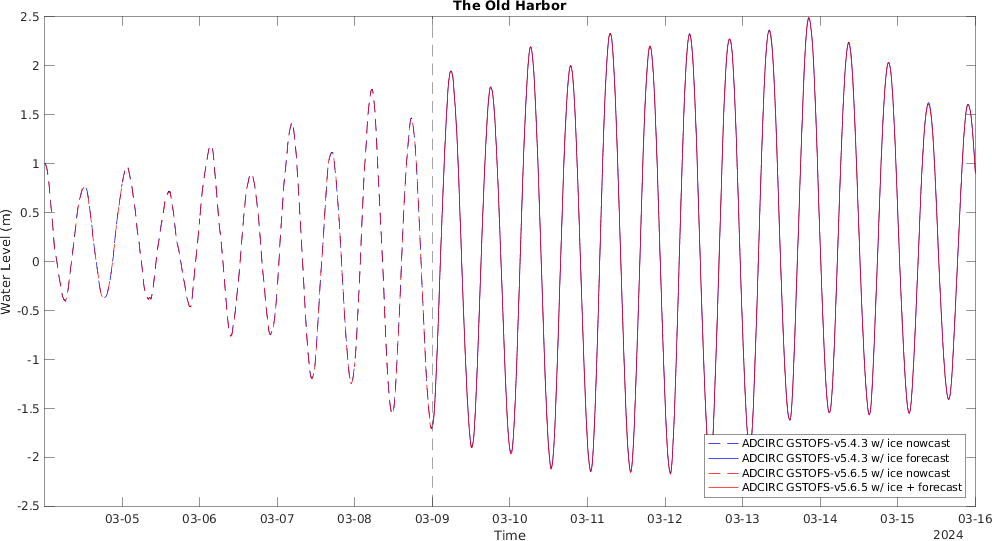 The Old Harbor
2.5
2
1.5
1
0.5
0
-0.5
-1
-1.5
-2
-2.5
Water Level (m)
ADCIRC GSTOFS-v5.4.3 w/ ice nowcast
ADCIRC GSTOFS-v5.4.3 w/ ice forecast
ADCIRC GSTOFS-v5.6.5 w/ ice nowcast
ADCIRC GSTOFS-v5.6.5 w/ ice + forecast
03-05 03-06 03-07 03-08 03-09 03-10 03-11 03-12 03-13 03-14 03-15 03-16
Time
2024